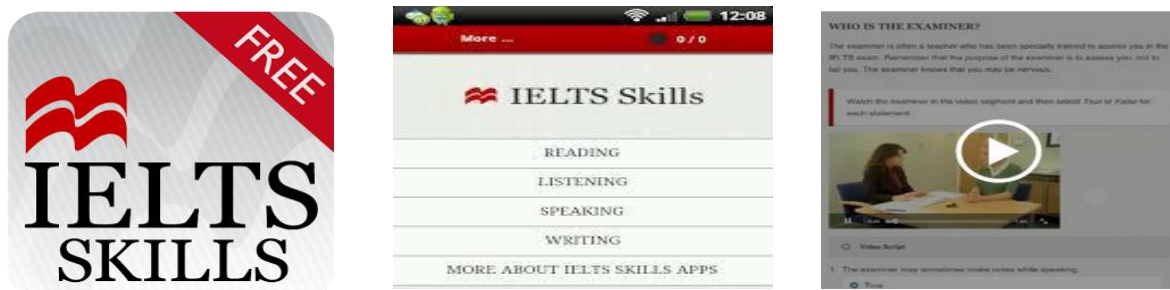 FREE
IELTS
SKILLS
12:08
More ...
0 / 0
IELTS Skills
READING
LISTENING
SPEAKING
WRITING
MORE ABOUT IELTS SKILLS APPS
WHO IS THE EXAMINER?
The examiner is often a teacher who has been specially trained to assess you in the
IELTS exam. Remember that the purpose of the examiner is to assess you, not to
fail you. The examiner knows that you may be nervous.
Watch the examiner in the video segment and then select True or False for
each statement
Video Script
1. The examiner may sometimes make notes while speaking
True